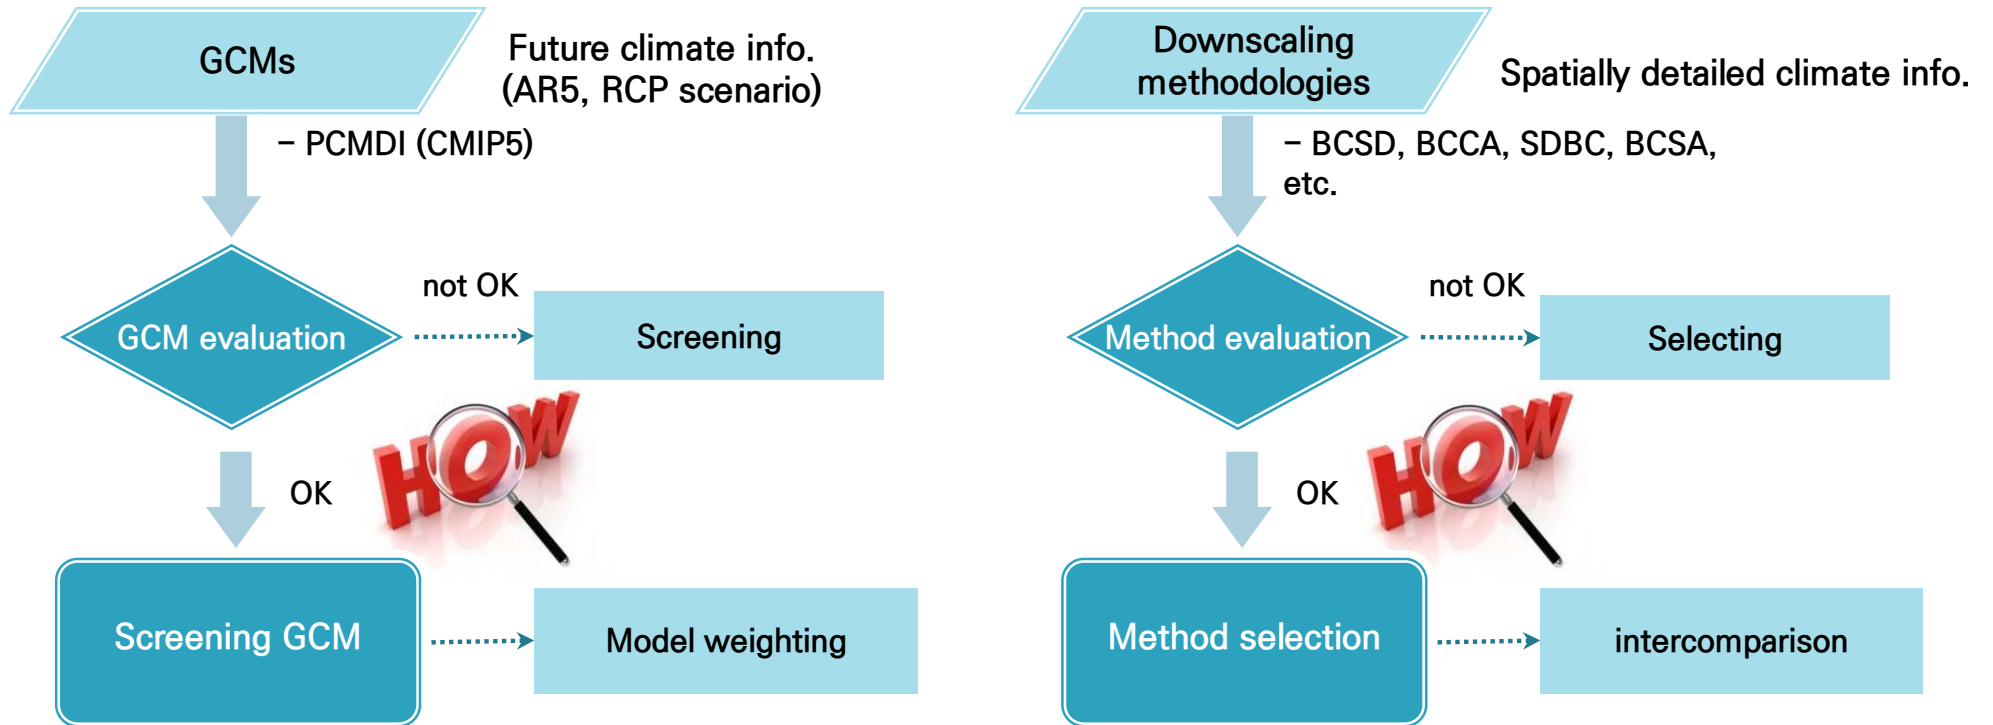 GCMs
Future climate info.
(AR5, RCP scenario)
– PCMDI (CMIP5)
GCM evaluation
not OK
Screening
HOW
OK
Screening GCM
Model weighting
Downscaling
methodologies
Spatially detailed climate info.
– BCSD, BCCA, SDBC, BCSA,
etc.
Method evaluation
not OK
Selecting
HOW
OK
Method selection
intercomparison